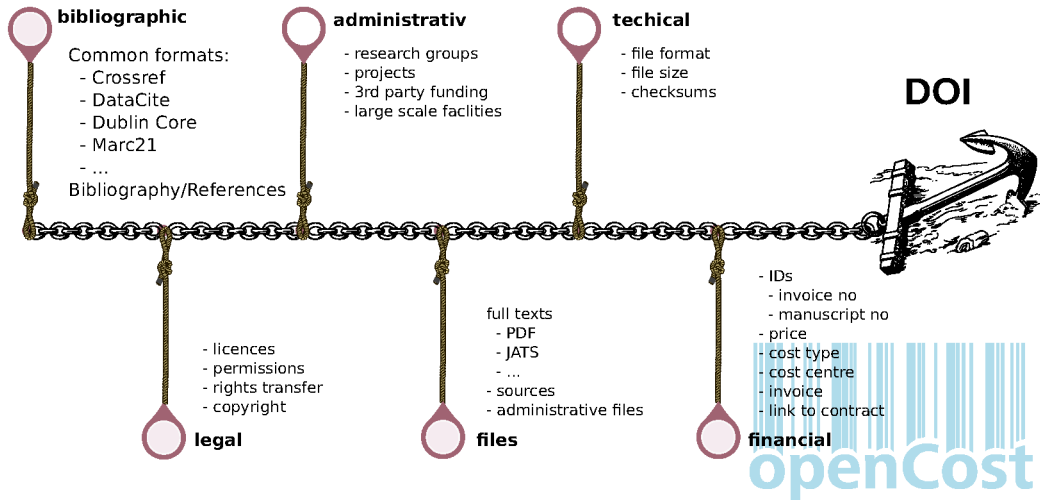 bibliographic
Common formats:
- Crossref
- DataCite
- Dublin Core
- Marc21
- ...
Bibliography/References
administrativ
- research groups
- projects
- 3rd party funding
- large scale faclities
techical
- file format
- file size
- checksums
DOI
- licences
- permissions
- rights transfer
- copyright
legal
full texts
- PDF
- JATS
- ...
- sources
- administrative files
files
- IDs
- invoice no
- manuscript no
- price
- cost type
- cost centre
- invoice
- link to contract
financial
openCost